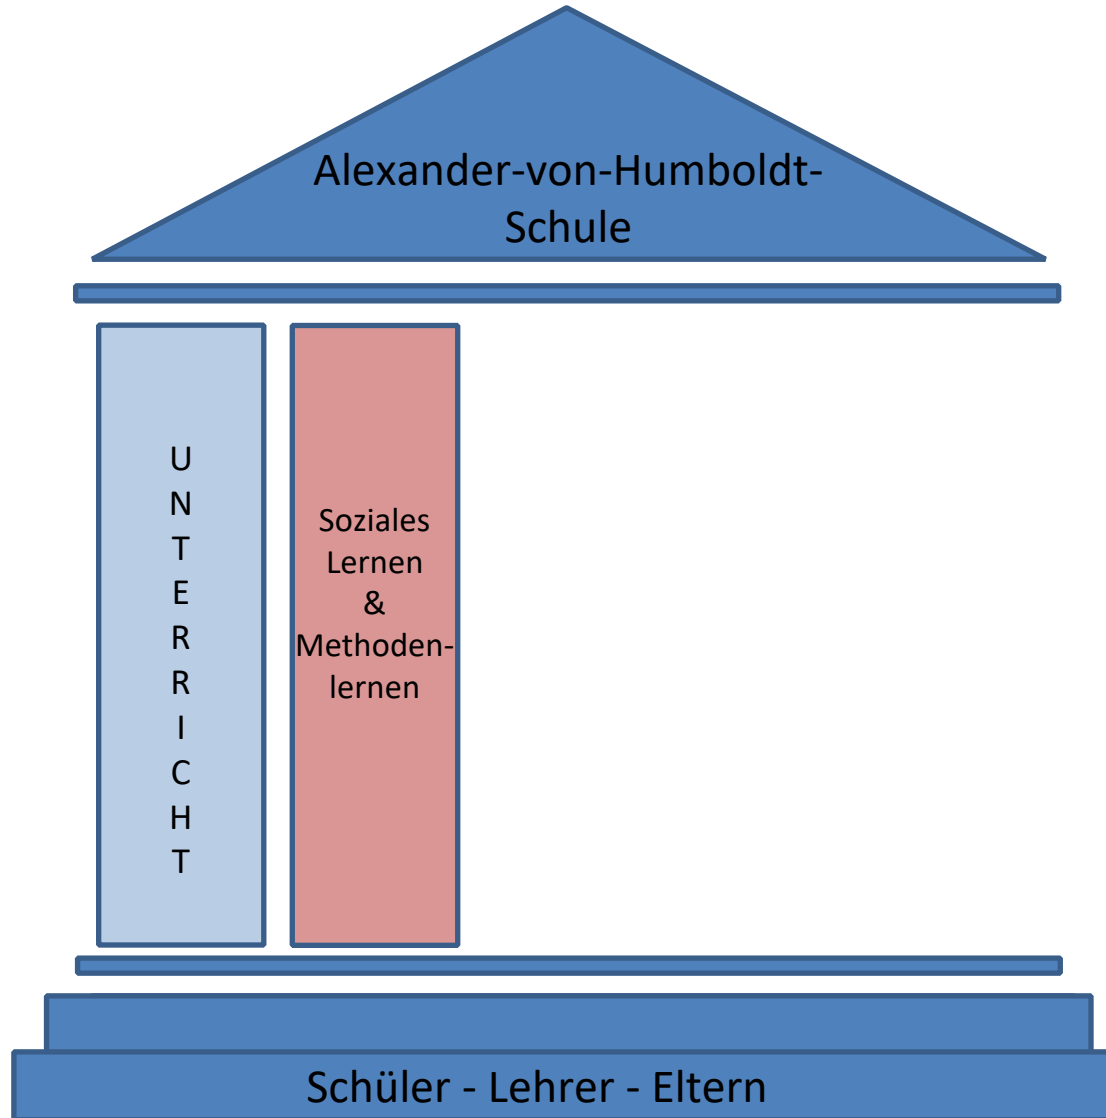 Alexander-von-Humboldt-
Schule
U
N
T
E
R
R
I
C
H
T
Soziales
Lernen
&
Methoden-
lernen
Schüler - Lehrer - Eltern